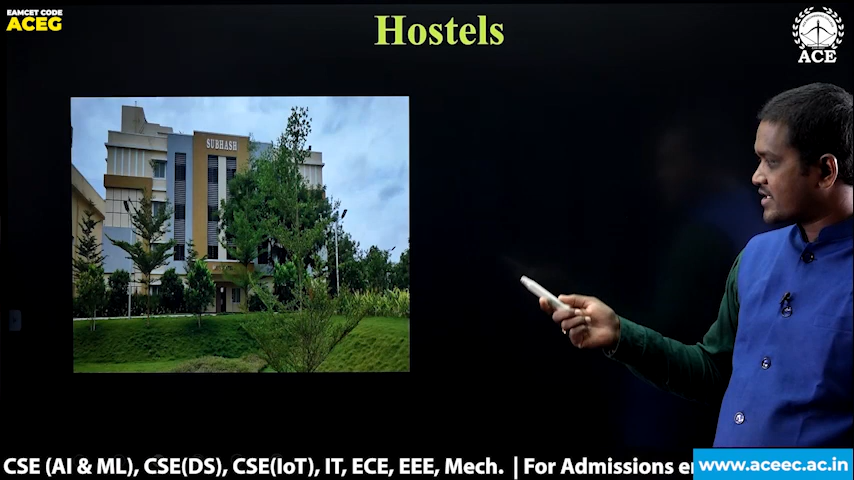 EAMCET CODE
ACEG
Hostels
ACE
SUBHASH
CSE (AI & ML), CSE(DS), CSE(IoT), IT, ECE, EEE, Mech. | For Admissions en
www.aceec.ac.in